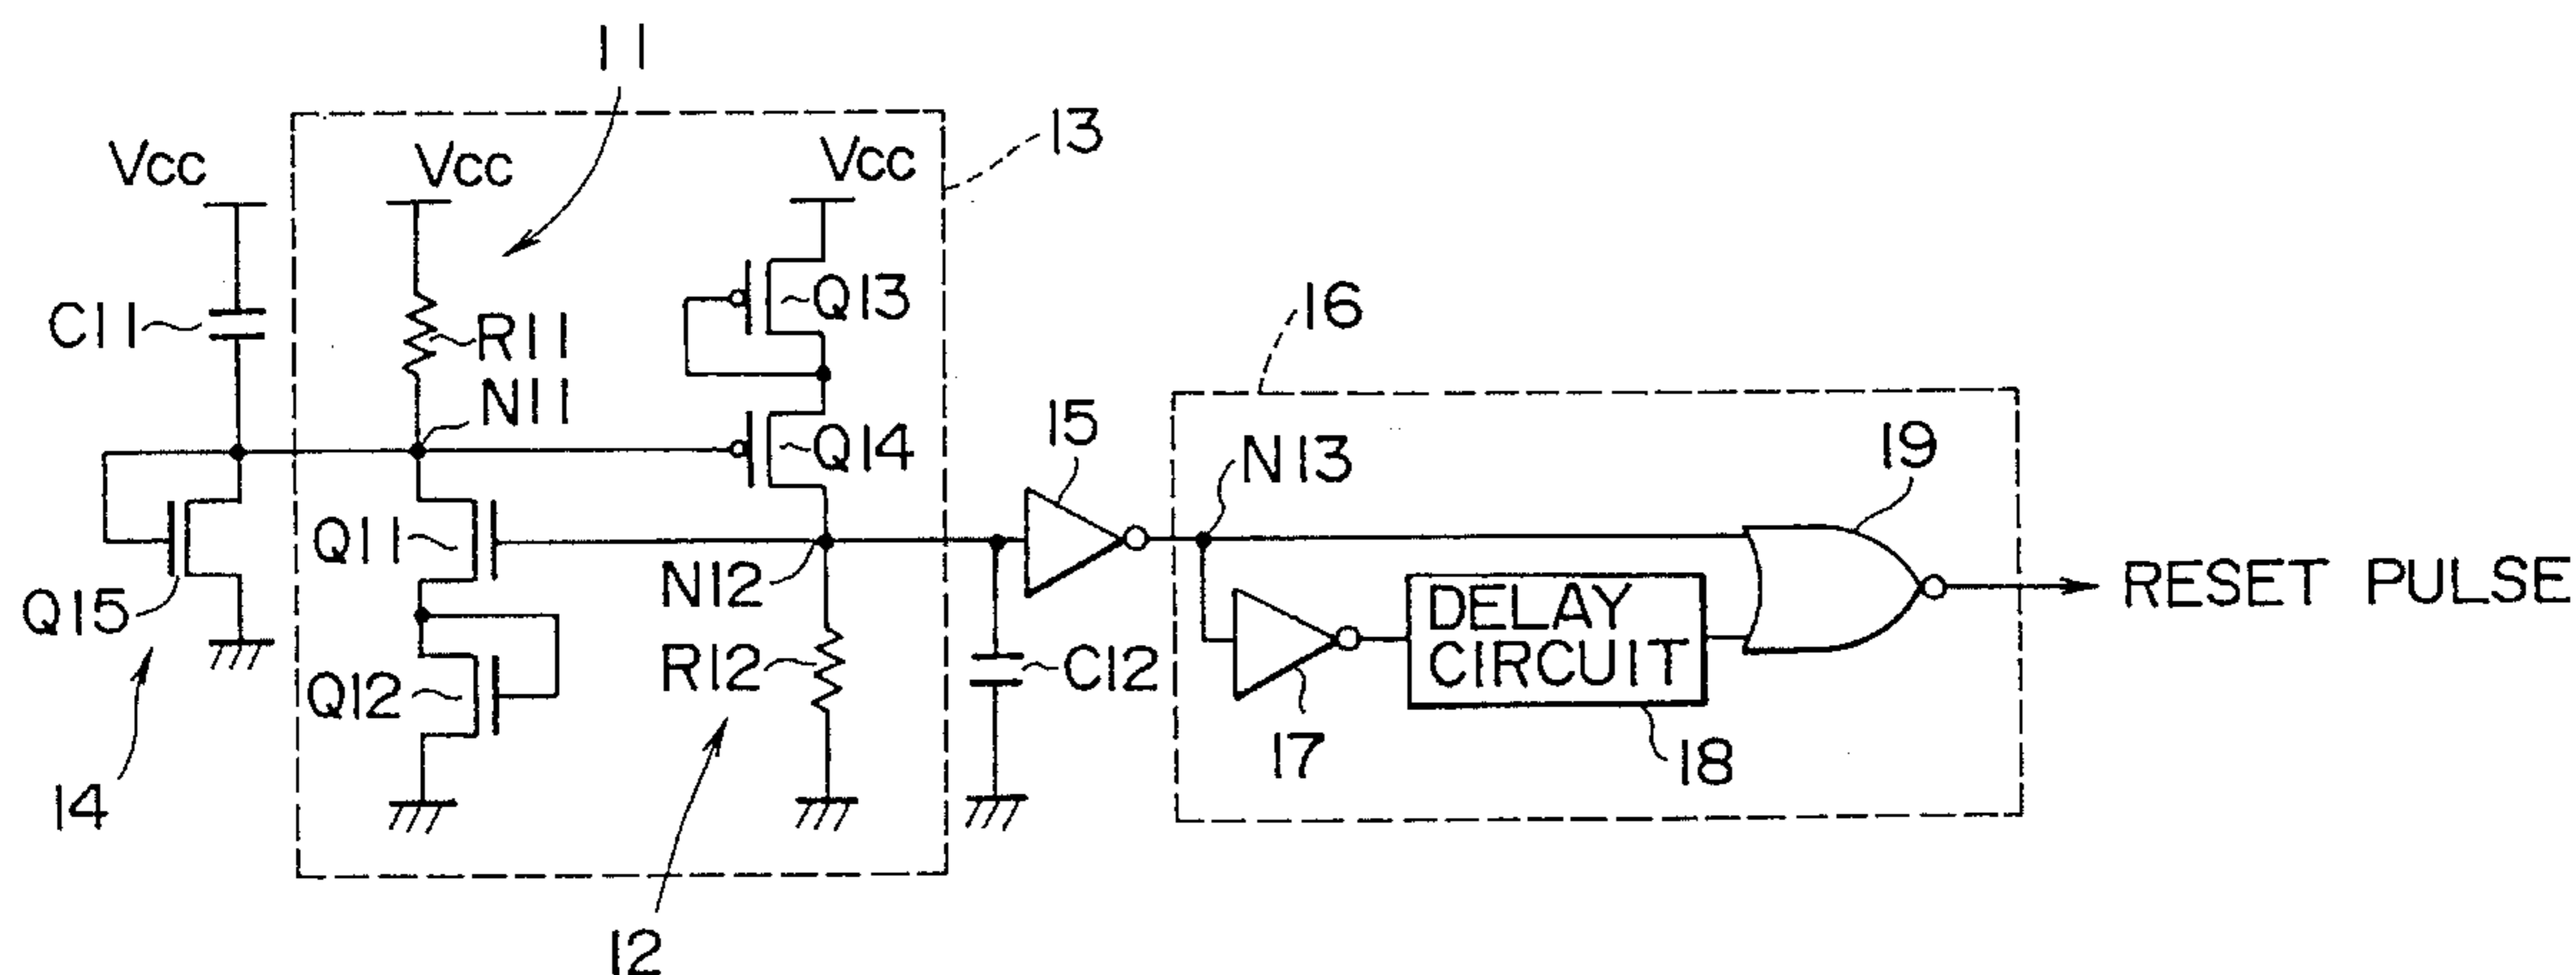 11
13
Vcc
Vcc
Vcc
C11
R11
Q13
N11
16
Q14
15
N13
19
Q11
N12
Q15
DELAY
CIRCUIT
RESET PULSE
Q12
R12
C12
17
18
14
12